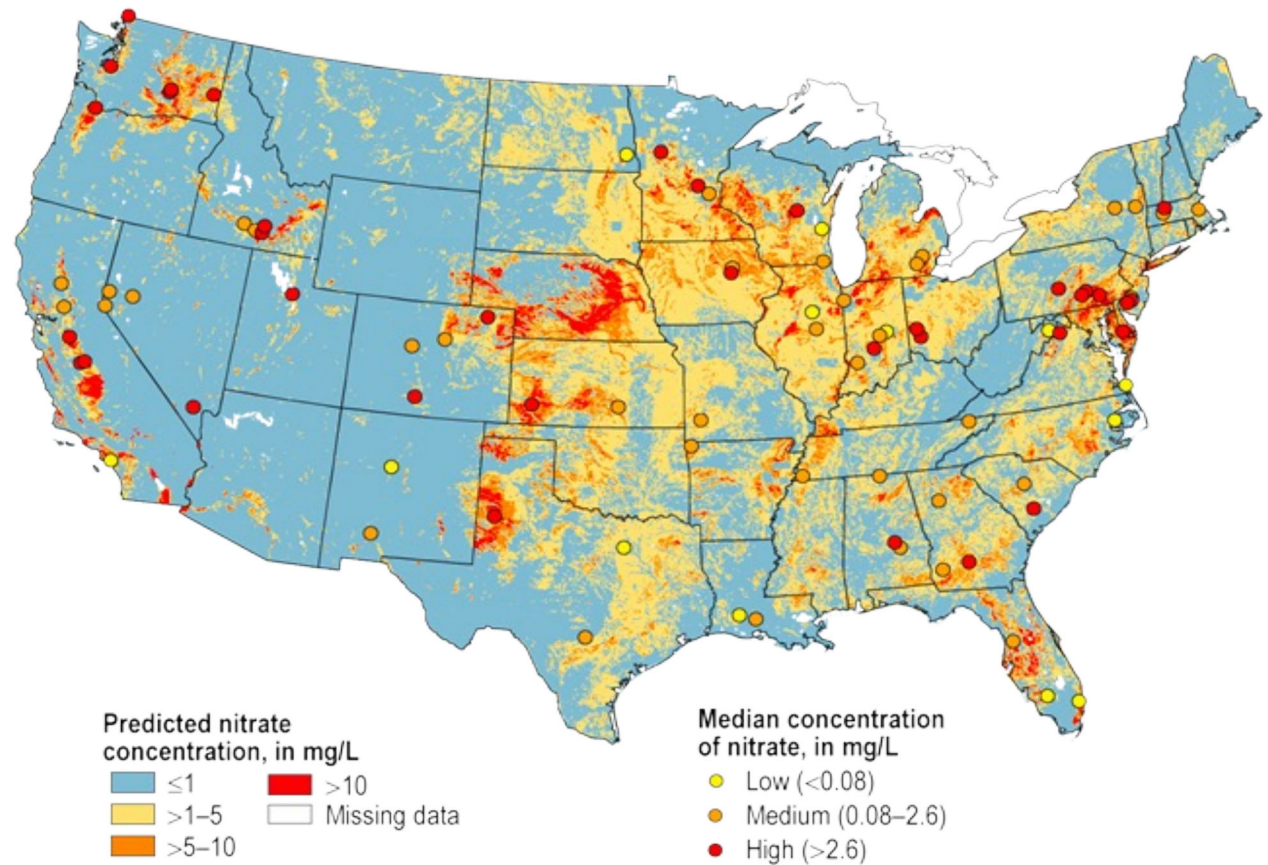 Predicted nitrate
concentration, in mg/L
≤1
>1–5
>5–10
>10
Missing data
Median concentration
of nitrate, in mg/L
Low (<0.08)
Medium (0.08–2.6)
High (>2.6)